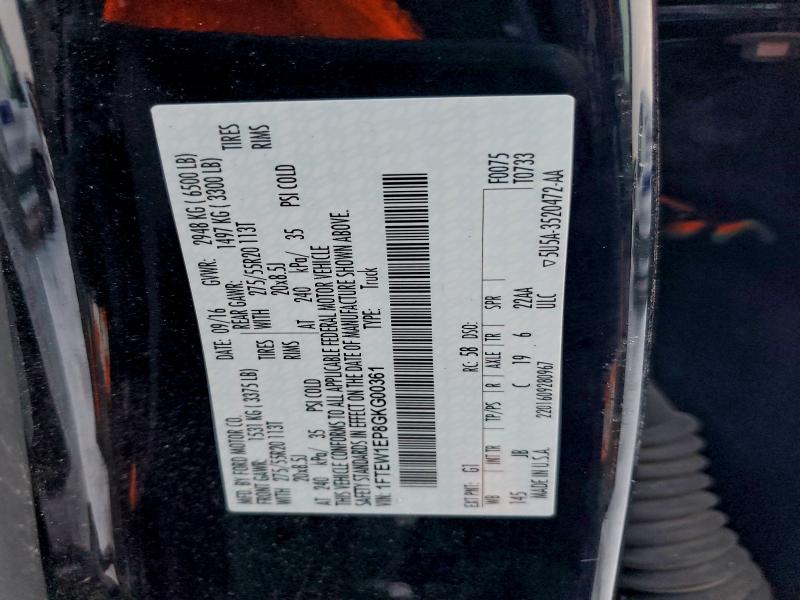 MFD. BY FORD MOTOR CO.
DATE: 09/16 GVWR: 2948 KG ( 6500 LB)
FRONT GAWR: 1531 KG ( 3375 LB) REAR GAWR: 1497 KG ( 3300 LB)
WITH 275/55R20 113T TIRES WITH 275/55R20 113T TIRES
20x8.5J RIMS 20x8.5J RIMS
AT 240 kPa/ 35 PSI COLD AT 240 kPa/ 35 PSI COLD
THIS VEHICLE CONFORMS TO ALL APPLICABLE FEDERAL MOTOR VEHICLE
SAFETY STANDARDS IN EFFECT ON THE DATE OF MANUFACTURE SHOWN ABOVE.
VIN: 1FTEW1EP8GKG00361 TYPE: Truck
EXT PNT: G1 RC: 58 DSO: F0075
WB INT TR TP/PS R AXLE TR SPR T0733
145 JB C 19 6 22AA
MADE IN U.S.A. 2201609280967 ULC ▽5U5A-3520472-AA